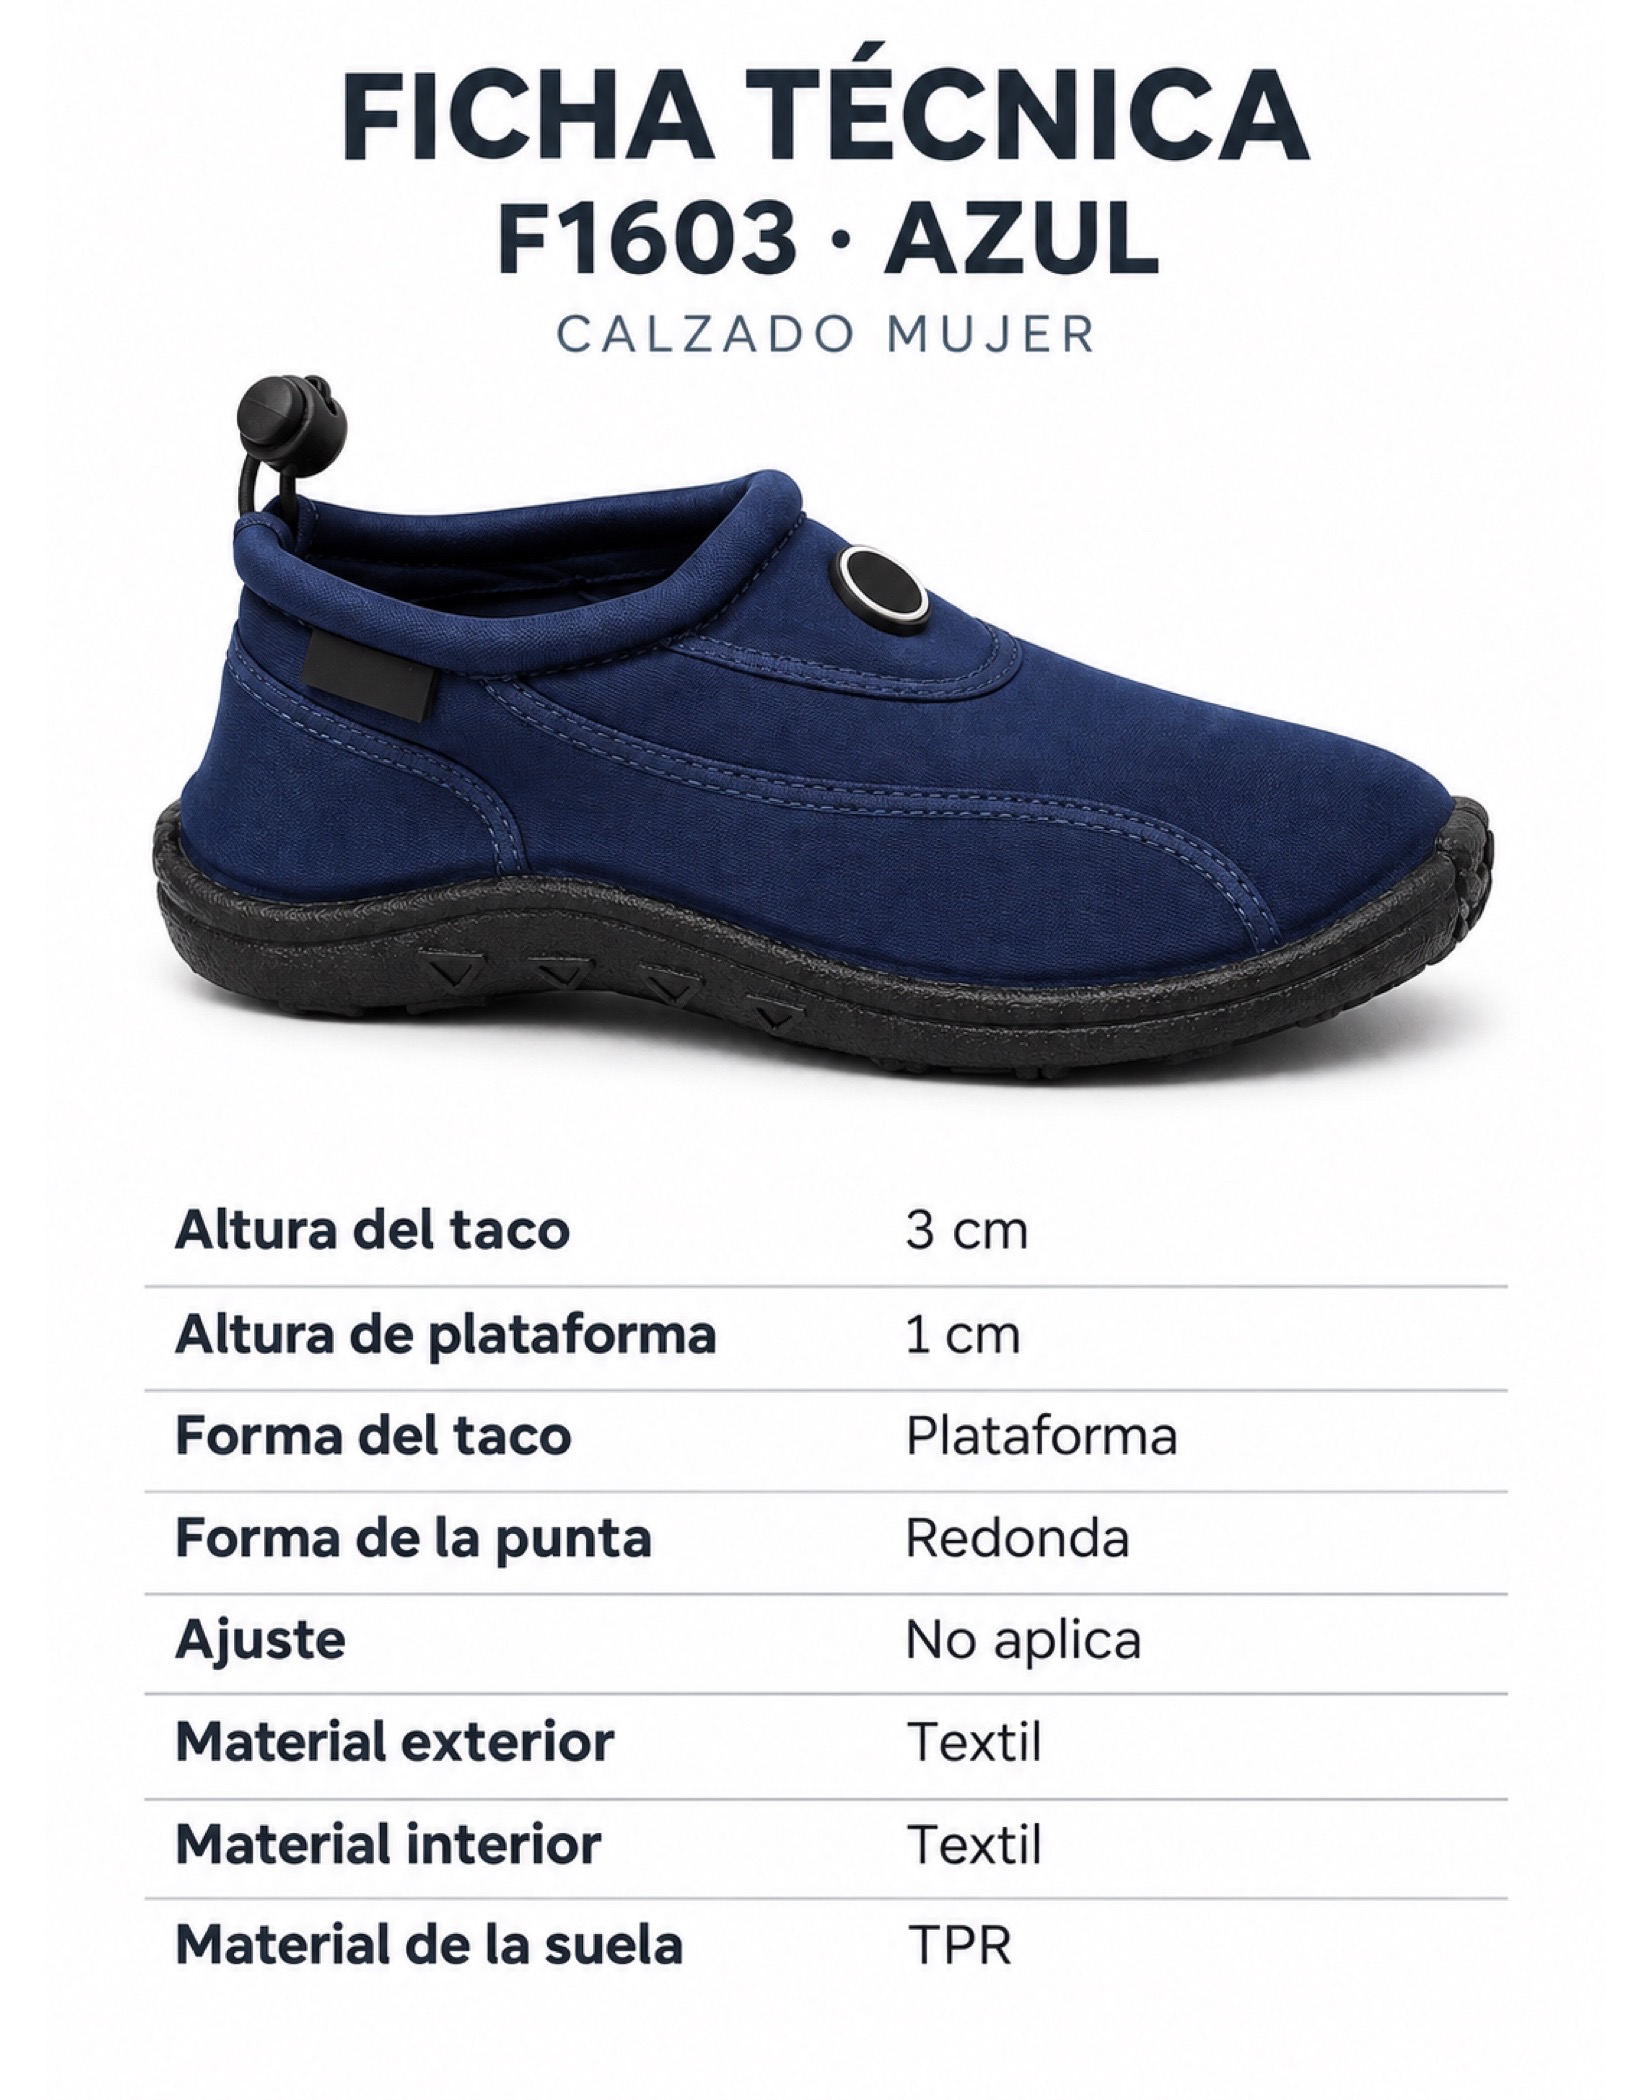 FICHA TÉCNICA
F1603 · AZUL
CALZADO MUJER
Altura del taco 3 cm
Altura de plataforma 1 cm
Forma del taco Plataforma
Forma de la punta Redonda
Ajuste No aplica
Material exterior Textil
Material interior Textil
Material de la suela TPR